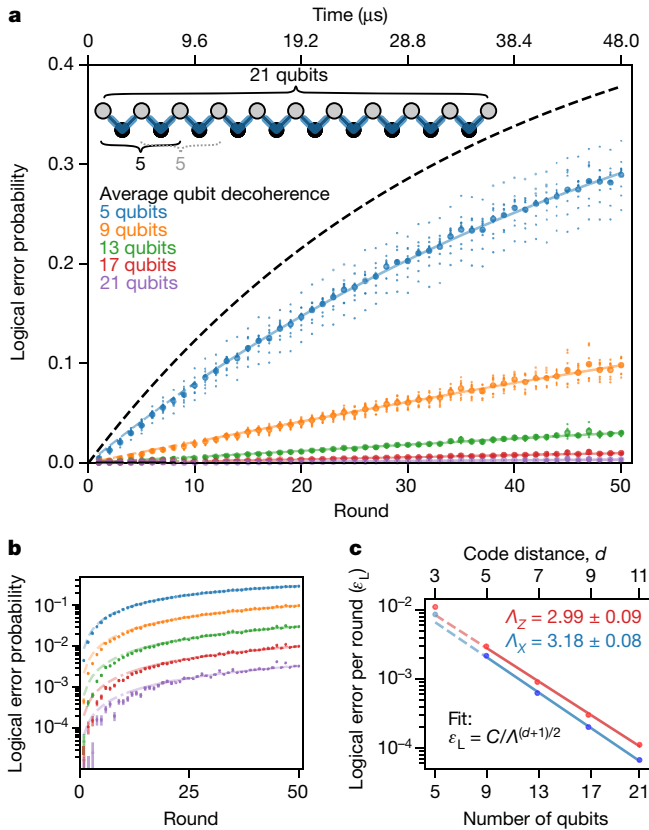 a
Time (μs)
0 9.6 19.2 28.8 38.4 48.0
0.4
21 qubits
5 5
0.3
Average qubit decoherence
5 qubits
9 qubits
13 qubits
17 qubits
21 qubits
0.2
0.1
0.0
Logical error probability
0 10 20 30 40 50
Round
b
Logical error probability
10⁻¹
10⁻²
10⁻³
10⁻⁴
0 25 50
Round
c
Code distance, d
3 5 7 9 11
Logical error per round (εL)
10⁻²
10⁻³
10⁻⁴
ΛZ = 2.99 ± 0.09
ΛX = 3.18 ± 0.08
Fit:
εL = C/Λ(d+1)/2
5 9 13 17 21
Number of qubits